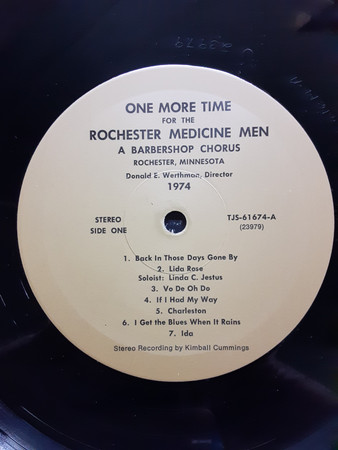 ONE MORE TIME
FOR THE
ROCHESTER MEDICINE MEN
A BARBERSHOP CHORUS
ROCHESTER, MINNESOTA
Donald E. Werthman, Director
1974
STEREO
SIDE ONE
TJS-61674-A
(23979)
1. Back In Those Days Gone By
2. Lida Rose
Soloist: Linda C. Jestus
3. Vo De Oh Do
4. If I Had My Way
5. Charleston
6. I Get the Blues When It Rains
7. Ida
Stereo Recording by Kimball Cummings